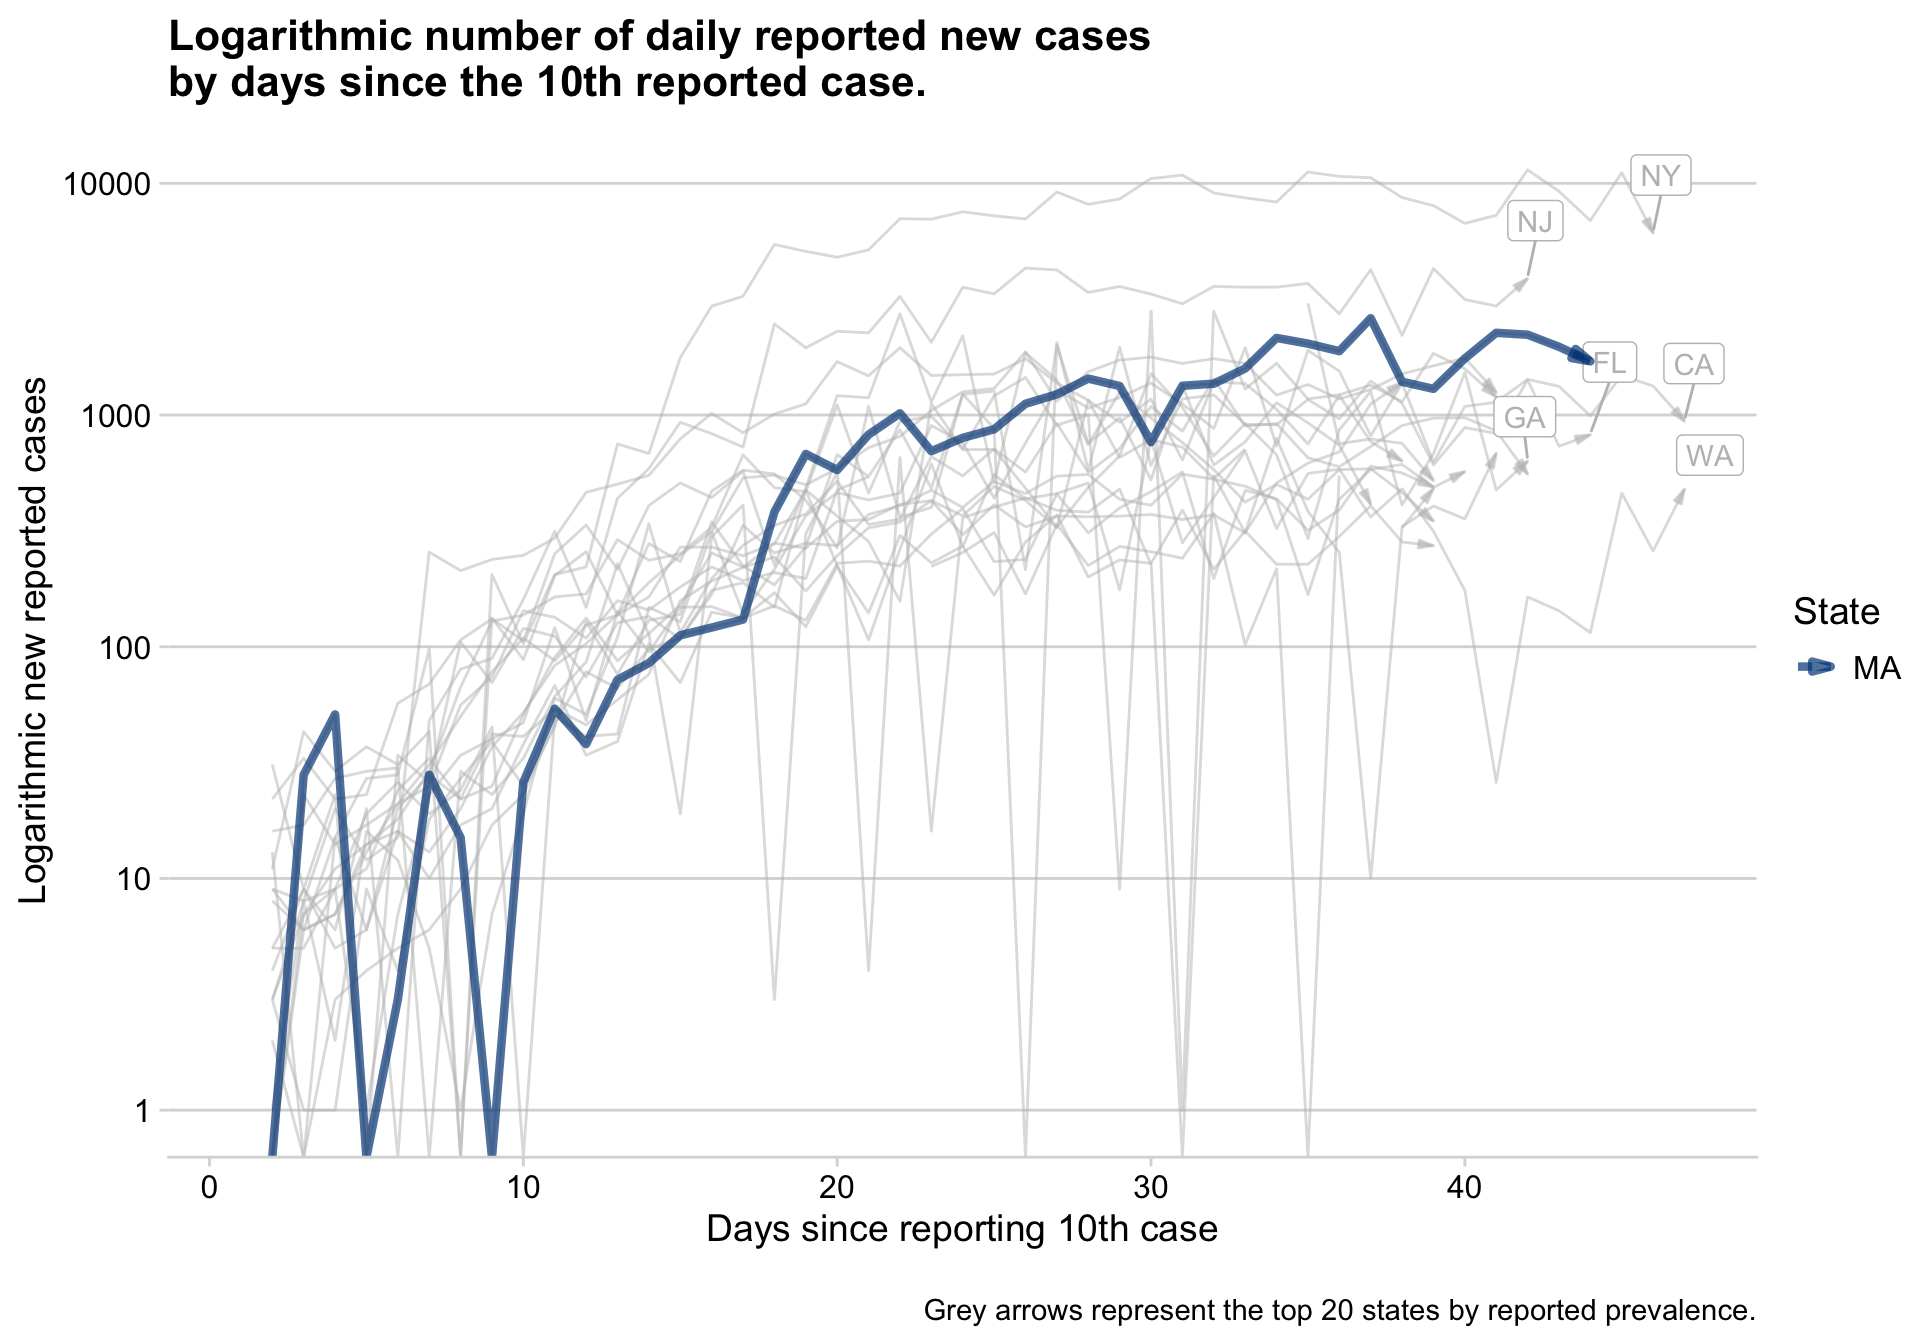 Logarithmic number of daily reported new cases
by days since the 10th reported case.
Logarithmic new reported cases
10000
1000
100
10
1
NY
NJ
FL
CA
GA
WA
State
MA
0
10
20
30
40
Days since reporting 10th case
Grey arrows represent the top 20 states by reported prevalence.